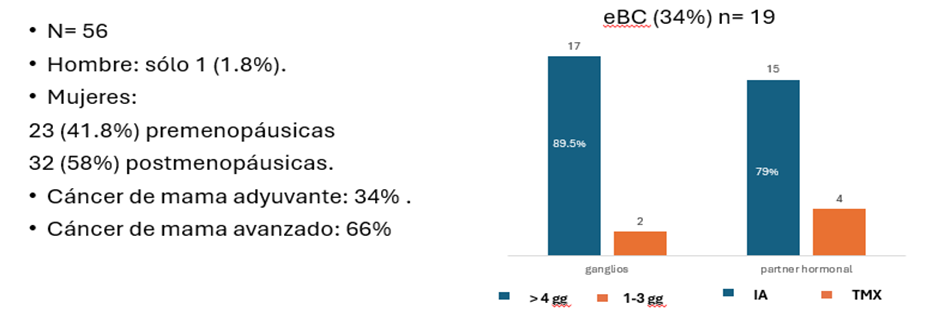 • N= 56
• Hombre: sólo 1 (1.8%).
• Mujeres:
23 (41.8%) premenopáusicas
32 (58%) postmenopáusicas.
• Cáncer de mama adyuvante: 34% .
• Cáncer de mama avanzado: 66%
eBC (34%) n= 19
17
15
89.5%
79%
2
4
ganglios
partner hormonal
>4 gg
1-3 gg
IA
TMX